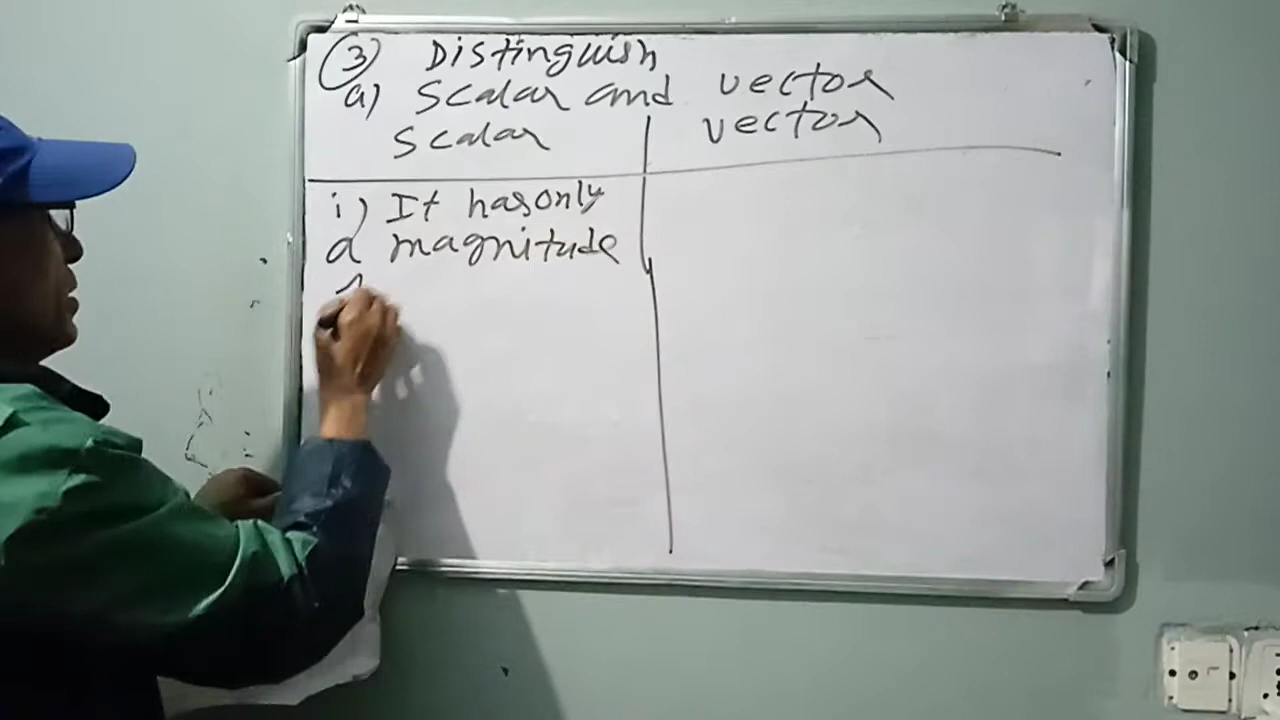 ③ Distinguish
a) Scalar and vector
Scalar vector
i) It has only
a magnitude